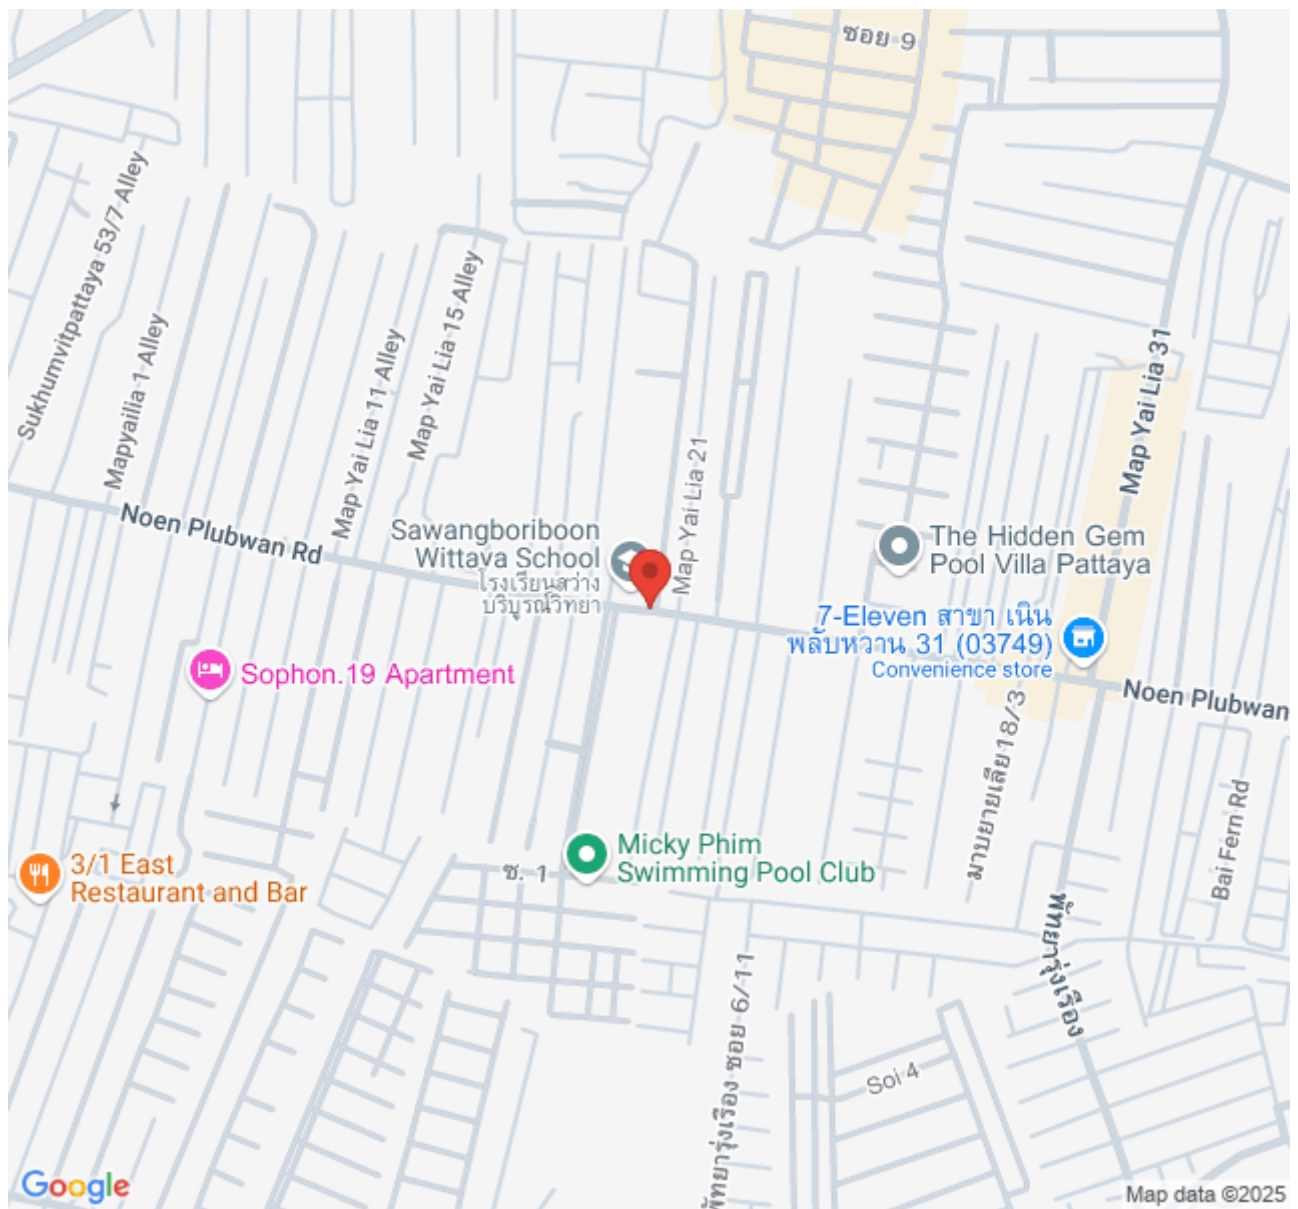 ซอย 9
Sukhumvitpattaya 53/7 Alley
Mapyailia 1 Alley
Map Yai Lia 11 Alley
Map Yai Lia 15 Alley
Map Yai Lia 21
Map Yai Lia 31
Noen Plubwan Rd
Sawangboriboon
Wittaya School
โรงเรียนสว่าง
บริบูรณ์วิทยา
The Hidden Gem
Pool Villa Pattaya
7-Eleven สาขา เนิน
พลับหวาน 31 (03749)
Convenience store
Sophon.19 Apartment
Noen Plubwan
มาบยายเลีย18/3
Bai Fern Rd
Micky Phim
Swimming Pool Club
ซ. 1
3/1 East
Restaurant and Bar
พัทยารุ่งเรือง
พัทยารุ่งเรือง ซอย 6/11
Soi 4
Google
Map data ©2025